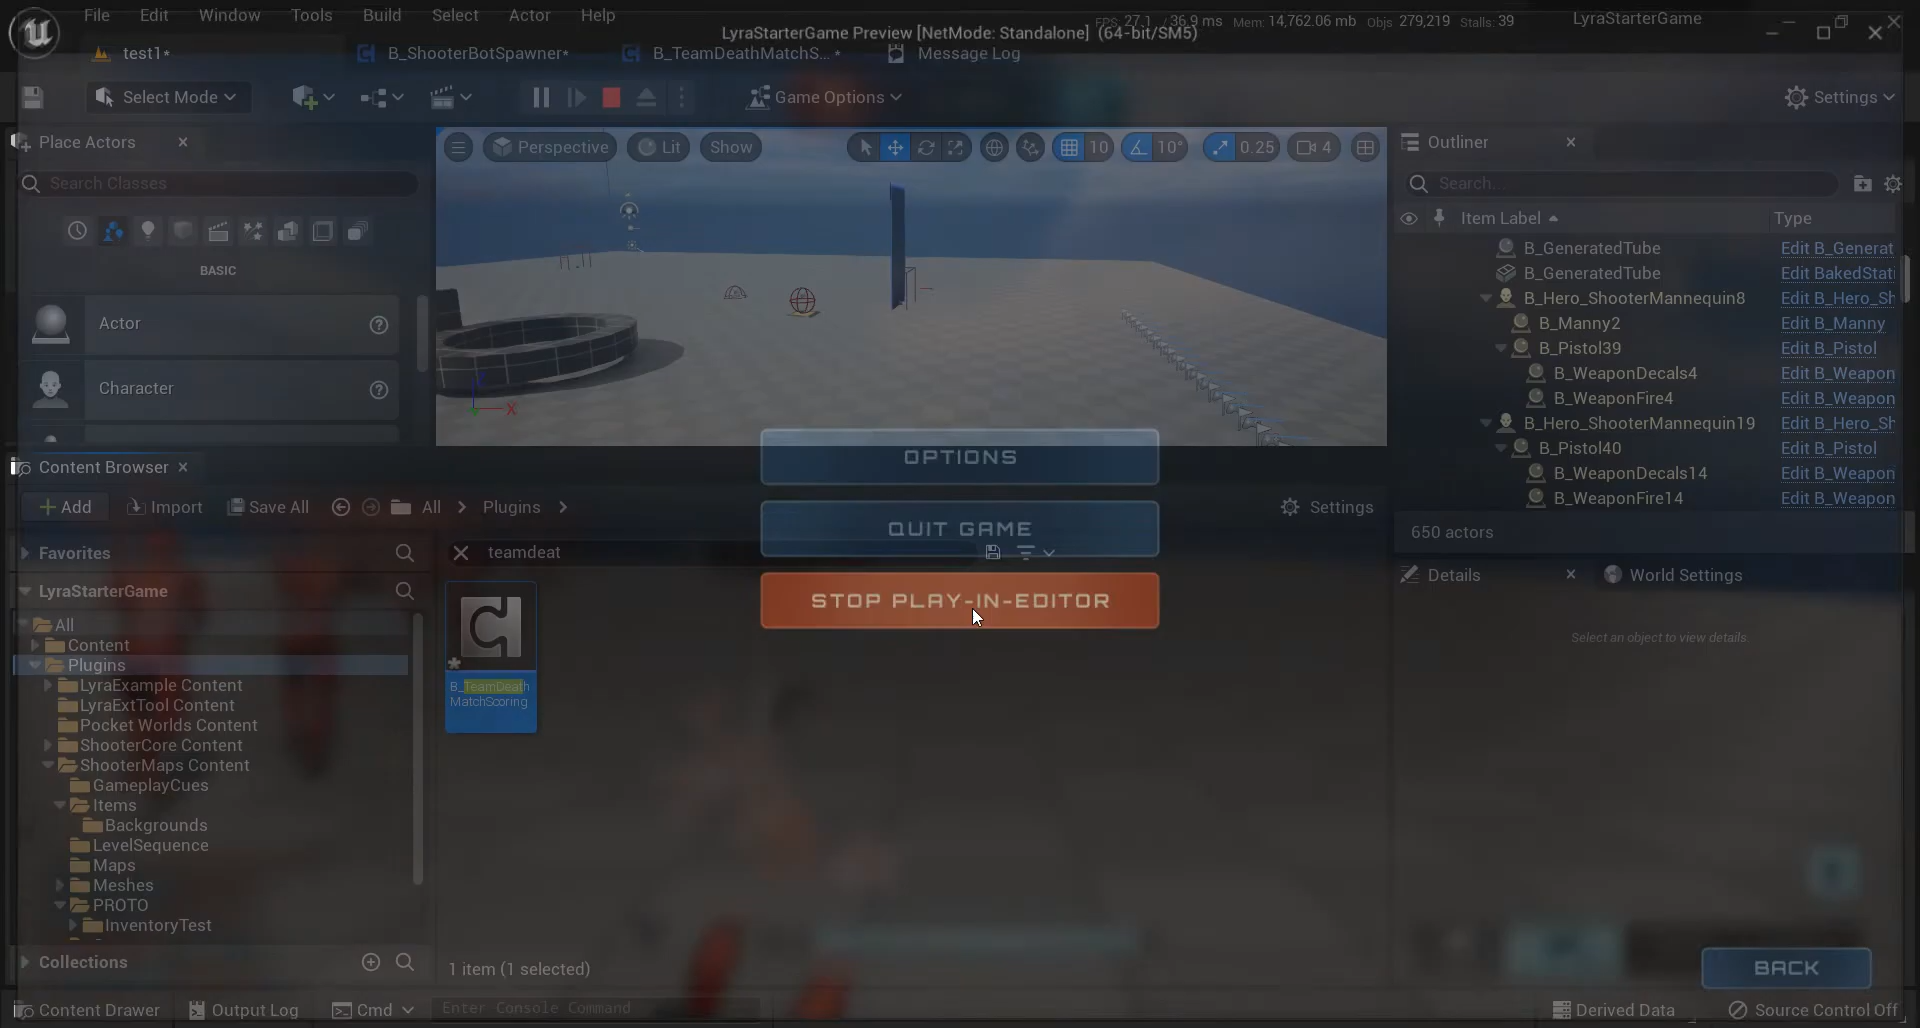 File Edit Window Tools Build Select Actor Help
FPS: 27.1 / 36.9 ms Mem: 14,762.06 mb Objs 279,219 Stalls: 39
LyraStarterGame
LyraStarterGame Preview [NetMode: Standalone] (64-bit/SM5)
test1*
B_ShooterBotSpawner*
B_TeamDeathMatchS... *
Message Log
Select Mode
Game Options
Settings
Place Actors
Search Classes
BASIC
Actor
Character
Perspective
Lit
Show
10
10°
0.25
4
X
Outliner
Search...
Item Label
Type
B_GeneratedTube Edit B_Generat
B_GeneratedTube Edit BakedStati
B_Hero_ShooterMannequin8 Edit B_Hero_Sh
B_Manny2 Edit B_Manny
B_Pistol39 Edit B_Pistol
B_WeaponDecals4 Edit B_Weapon
B_WeaponFire4 Edit B_Weapon
B_Hero_ShooterMannequin19 Edit B_Hero_Sh
B_Pistol40 Edit B_Pistol
B_WeaponDecals14 Edit B_Weapon
B_WeaponFire14 Edit B_Weapon
650 actors
Details
World Settings
Select an object to view details.
Content Browser
Add
Import
Save All
All
Plugins
Settings
Favorites
LyraStarterGame
All
Content
Plugins
LyraExample Content
LyraExtTool Content
Pocket Worlds Content
ShooterCore Content
ShooterMaps Content
GameplayCues
Items
Backgrounds
LevelSequence
Maps
Meshes
PROTO
InventoryTest
Collections
teamdeat
B_TeamDeath
MatchScoring
1 item (1 selected)
OPTIONS
QUIT GAME
STOP PLAY-IN-EDITOR
BACK
Content Drawer
Output Log
Cmd
Enter Console Command
Derived Data
Source Control Off